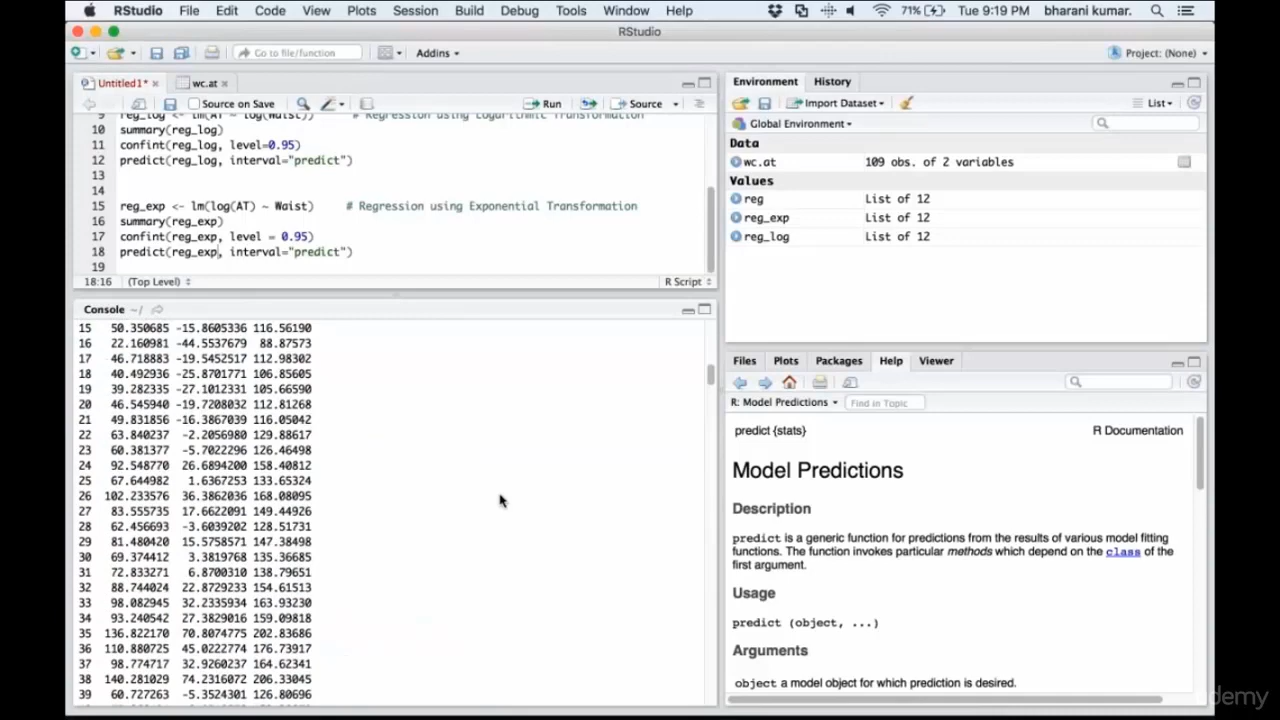 RStudio File Edit Code View Plots Session Build Debug Tools Window Help 71% Tue 9:19 PM bharani kumar.
RStudio
Go to file/function Addins Project: (None)
Untitled1* wc.at
Source on Save Run Source
9 reg_log <- lm(AT ~ log(Waist)) # Regression using Logarithmic Transformation
10 summary(reg_log)
11 confint(reg_log, level=0.95)
12 predict(reg_log, interval="predict")
13
14
15 reg_exp <- lm(log(AT) ~ Waist) # Regression using Exponential Transformation
16 summary(reg_exp)
17 confint(reg_exp, level = 0.95)
18 predict(reg_exp, interval="predict")
19
18:16 (Top Level) R Script
Console ~/
15 50.350685 -15.8605336 116.56190
16 22.160981 -44.5537679 88.87573
17 46.718883 -19.5452517 112.98302
18 40.492936 -25.8701771 106.85605
19 39.282335 -27.1012331 105.66590
20 46.545940 -19.7208032 112.81268
21 49.831856 -16.3867039 116.05042
22 63.840237 -2.2056980 129.88617
23 60.381377 -5.7022296 126.46498
24 92.548770 26.6894200 158.40812
25 67.644982 1.6367253 133.65324
26 102.233576 36.3862036 168.08095
27 83.555735 17.6622091 149.44926
28 62.456693 -3.6039202 128.51731
29 81.480420 15.5758571 147.38498
30 69.374412 3.3819768 135.36685
31 72.833271 6.8700310 138.79651
32 88.744024 22.8729233 154.61513
33 98.082945 32.2335934 163.93230
34 93.240542 27.3829016 159.09818
35 136.822170 70.8074775 202.83686
36 110.880725 45.0222774 176.73917
37 98.774717 32.9260237 164.62341
38 140.281029 74.2316072 206.33045
39 60.727263 -5.3524301 126.80696
Environment History
Import Dataset List
Global Environment
Data
wc.at 109 obs. of 2 variables
Values
reg List of 12
reg_exp List of 12
reg_log List of 12
Files Plots Packages Help Viewer
R: Model Predictions Find in Topic
predict {stats} R Documentation
Model Predictions
Description
predict is a generic function for predictions from the results of various model fitting
functions. The function invokes particular methods which depend on the class of the
first argument.
Usage
predict (object, ...)
Arguments
object a model object for which prediction is desired.